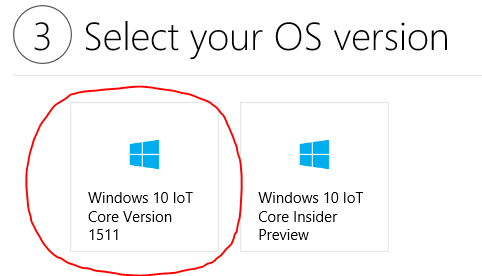 3 Select your OS version
Windows 10 IoT
Core Version
1511
Windows 10 IoT
Core Insider
Preview